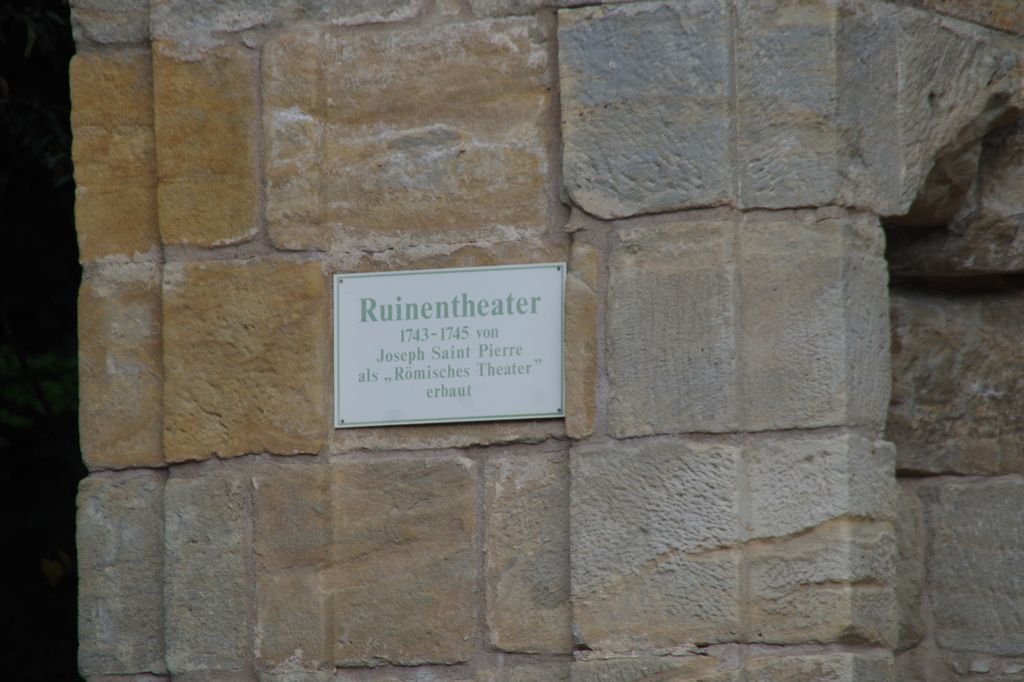 Ruinentheater
1743-1745 von
Joseph Saint Pierre
als „Römisches Theater”
erbaut